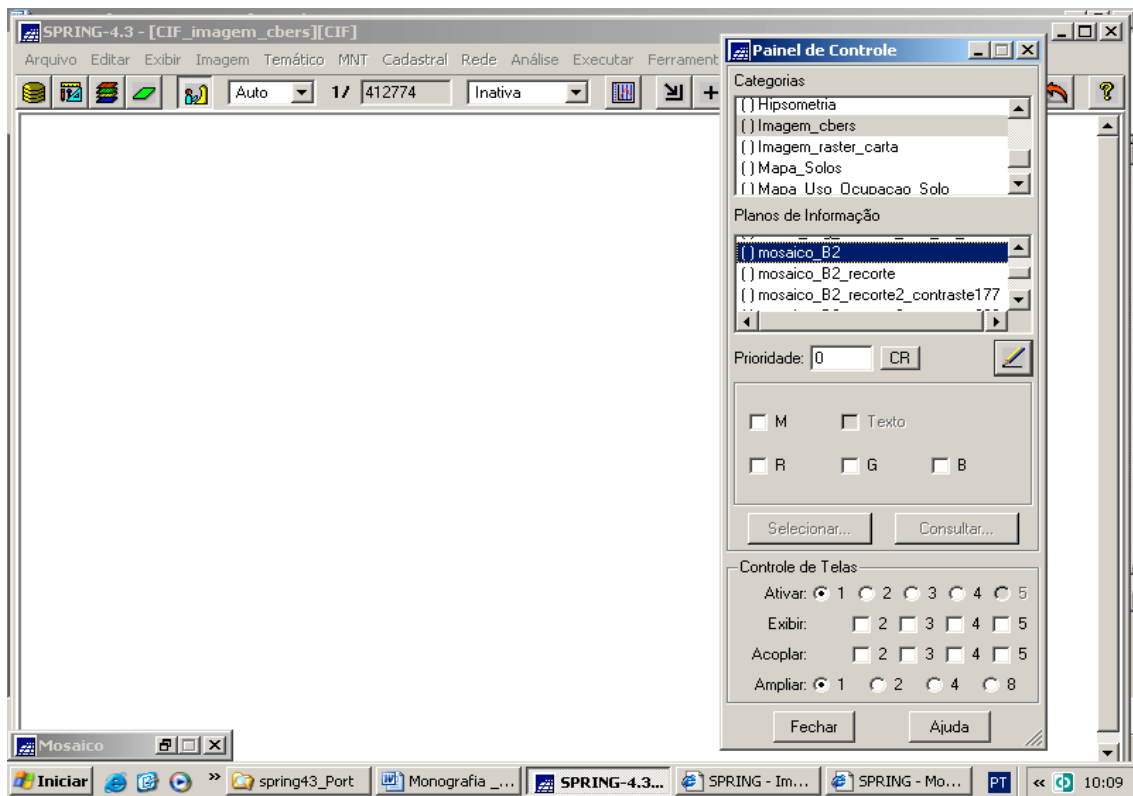 SPRING-4.3 - [CIF_imagem_cbers][CIF]
Arquivo Editar Exibir Imagem Temático MNT Cadastral Rede Análise Executar Ferrament
Auto 1/ 412774 Inativa
Painel de Controle
Categorias
( ) Hipsometria
( ) Imagem_cbers
( ) Imagem_raster_carta
( ) Mapa_Solos
( ) Mapa_Uso_Ocupacao_Solo
Planos de Informação
( ) mosaico_B2
( ) mosaico_B2_recorte
( ) mosaico_B2_recorte2_contraste177
Prioridade: 0 CR
M Texto
R G B
Selecionar... Consultar...
Controle de Telas
Ativar: 1 2 3 4 5
Exibir: 2 3 4 5
Acoplar: 2 3 4 5
Ampliar: 1 2 4 8
Fechar Ajuda
Mosaico
Iniciar » spring43_Port Monografia _... SPRING-4.3... SPRING - Im... SPRING - Mo... PT « 10:09